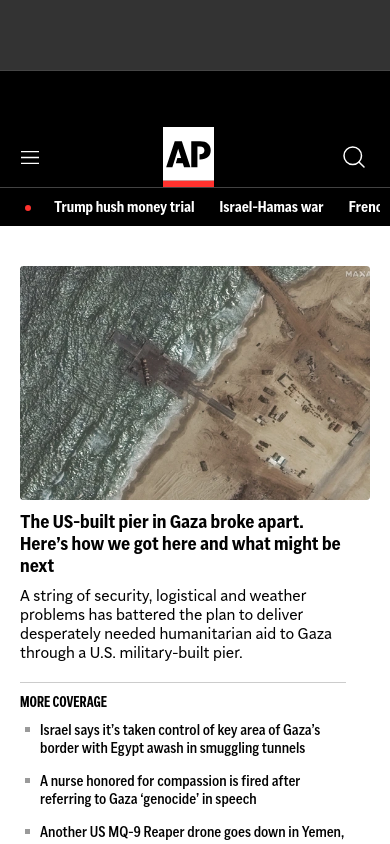 AP
Trump hush money trial Israel-Hamas war Frenc
The US-built pier in Gaza broke apart.
Here’s how we got here and what might be
next
A string of security, logistical and weather
problems has battered the plan to deliver
desperately needed humanitarian aid to Gaza
through a U.S. military-built pier.
MORE COVERAGE
Israel says it’s taken control of key area of Gaza’s
border with Egypt awash in smuggling tunnels
A nurse honored for compassion is fired after
referring to Gaza ‘genocide’ in speech
Another US MQ-9 Reaper drone goes down in Yemen,